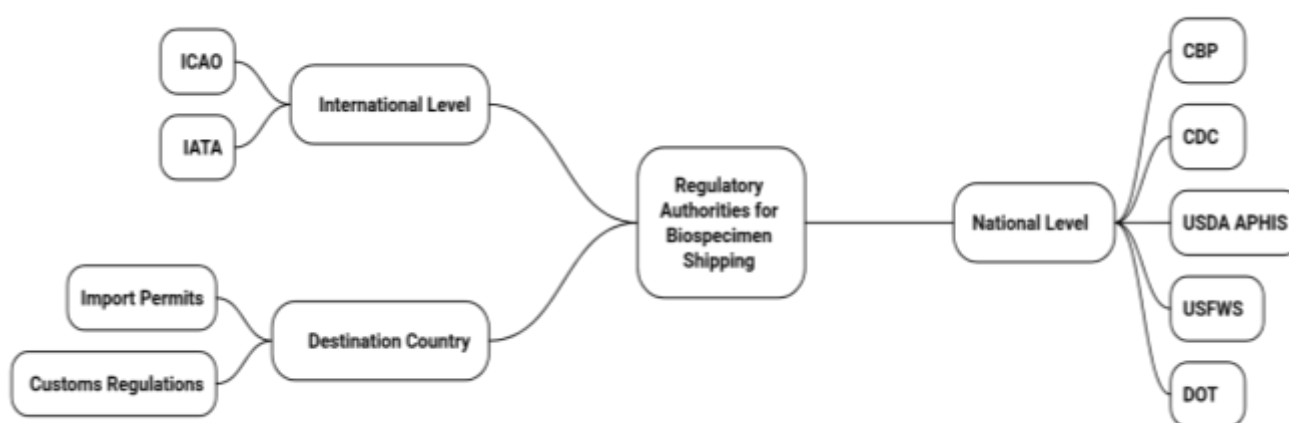 ICAO
IATA
International Level
Import Permits
Customs Regulations
Destination Country
Regulatory
Authorities for
Biospecimen
Shipping
National Level
CBP
CDC
USDA APHIS
USFWS
DOT